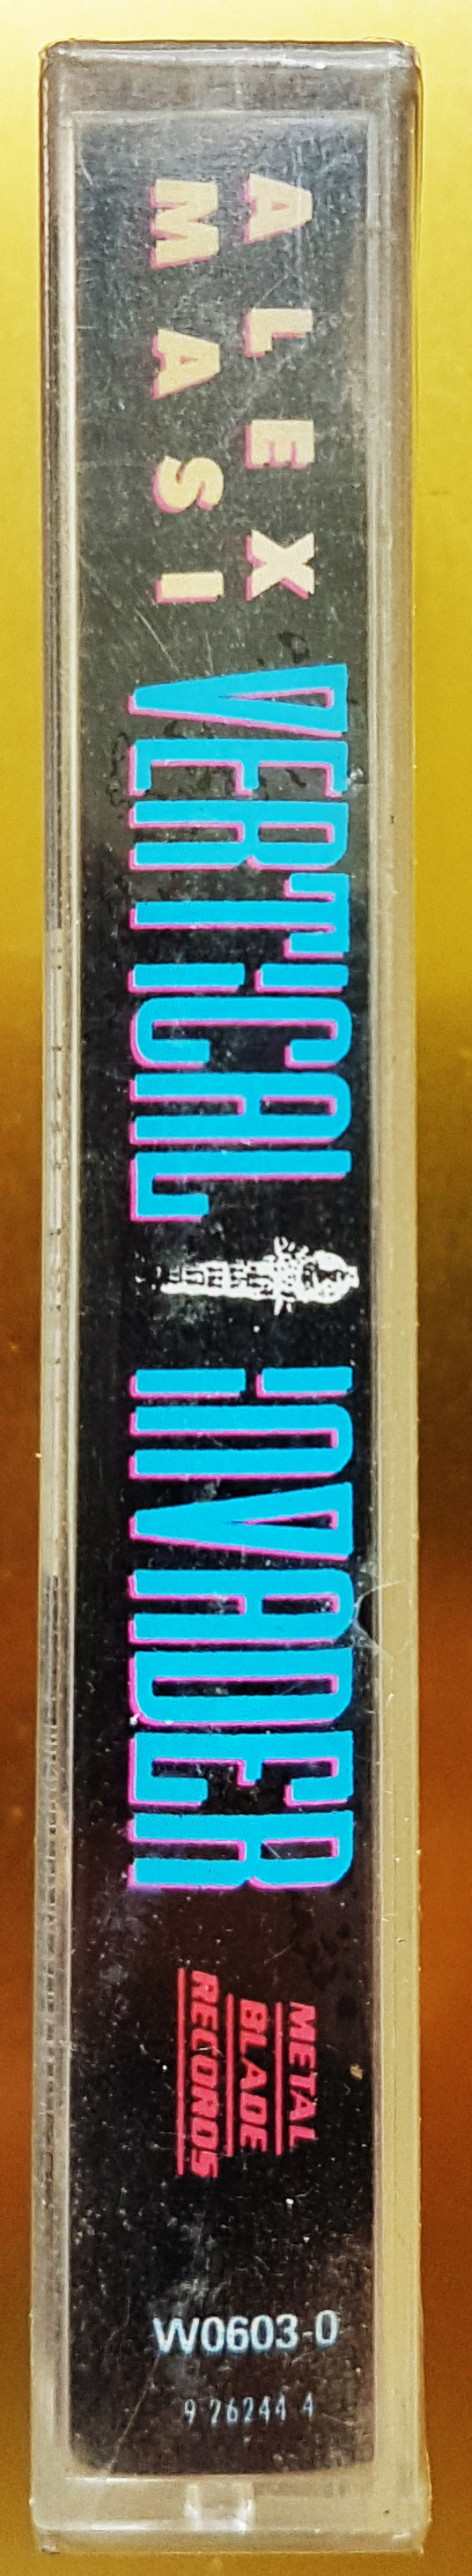 ALEX
MASI
VERTICAL INVADER
METAL
BLADE
RECORDS
W0603-0
9 26244 4